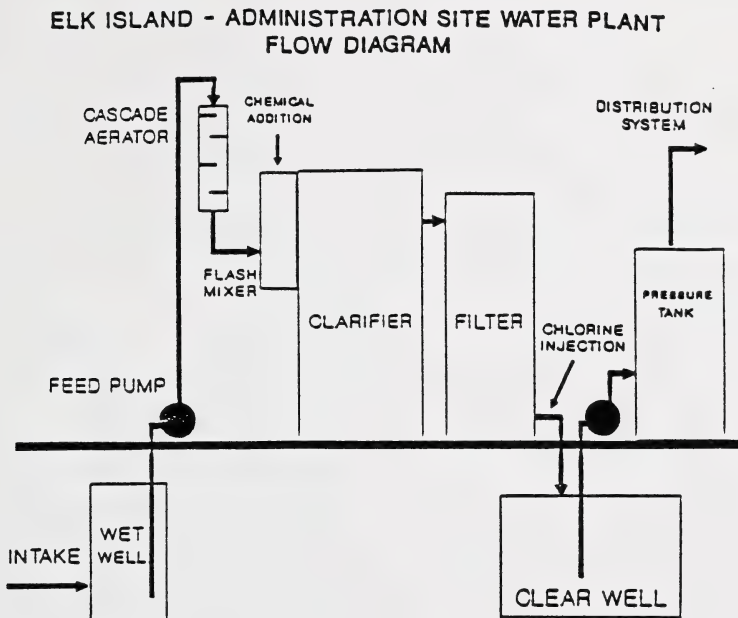 ELK ISLAND - ADMINISTRATION SITE WATER PLANT
FLOW DIAGRAM
CASCADE
AERATOR
CHEMICAL
ADDITION
DISTRIBUTION
SYSTEM
FLASH
MIXER
CLARIFIER
FILTER
PRESSURE
TANK
CHLORINE
INJECTION
FEED PUMP
WET
WELL
INTAKE
CLEAR WELL